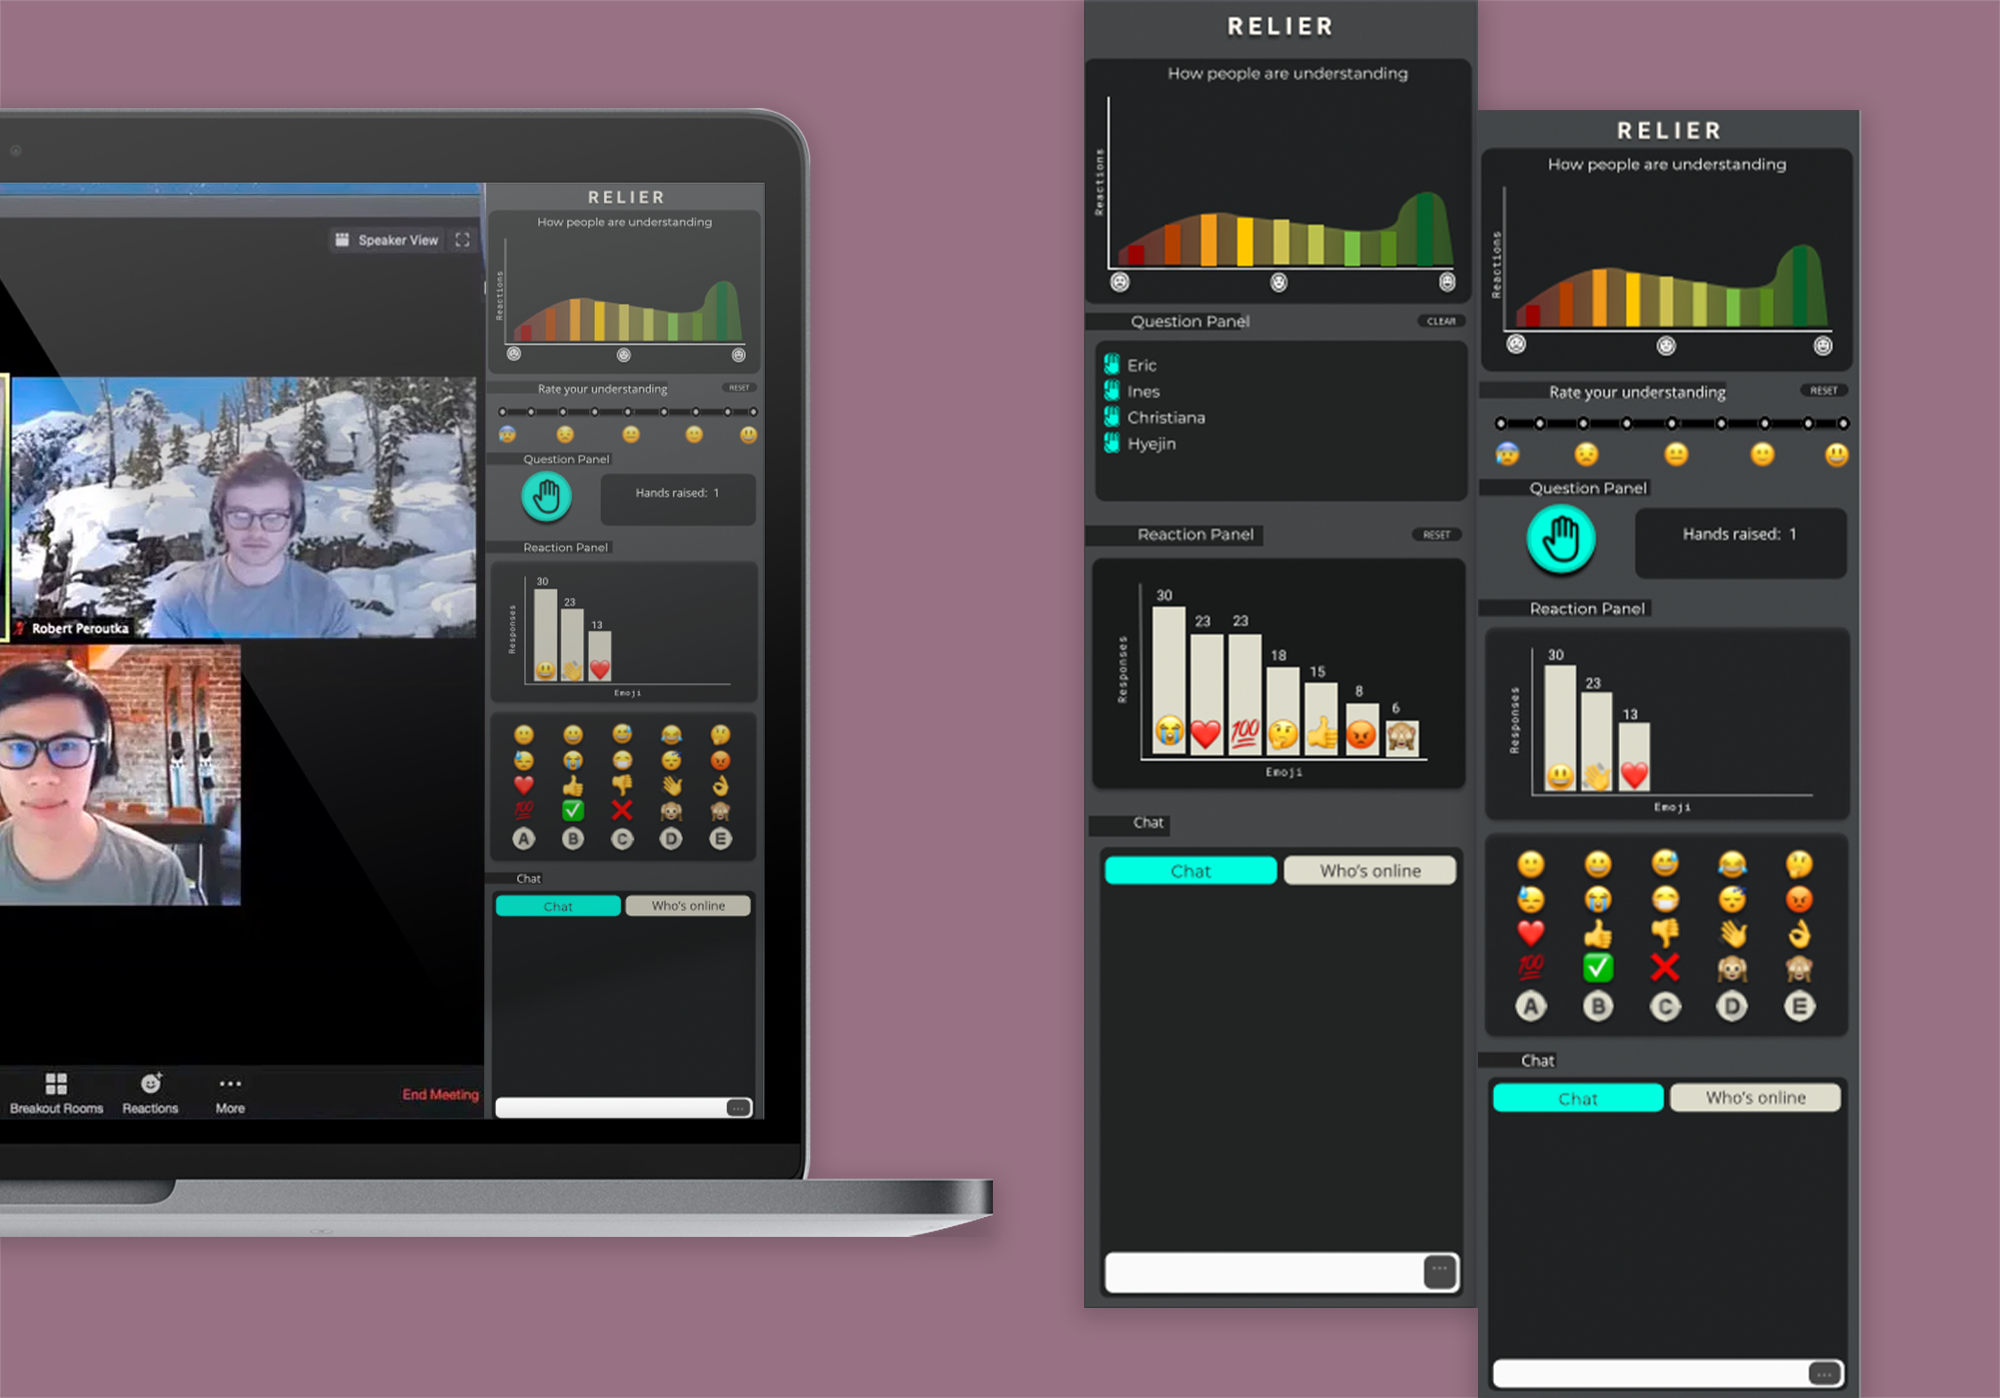 Speaker View
Robert Peroutka
Breakout Rooms
Reactions
More
End Meeting
RELIER
How people are understanding
Reactions
Rate your understanding
RESET
Question Panel
Hands raised: 1
Reaction Panel
30
23
13
Responses
Emoji
100
A B C D E
Chat
Chat
Who's online
...
RELIER
How people are understanding
Reactions
Question Panel
CLEAR
Eric
Ines
Christiana
Hyejin
Reaction Panel
RESET
30
23
23
18
15
8
6
Responses
100
Emoji
Chat
Chat
Who's online
...
RELIER
How people are understanding
Reactions
Rate your understanding
RESET
Question Panel
Hands raised: 1
Reaction Panel
30
23
13
Responses
Emoji
100
A B C D E
Chat
Chat
Who's online
...